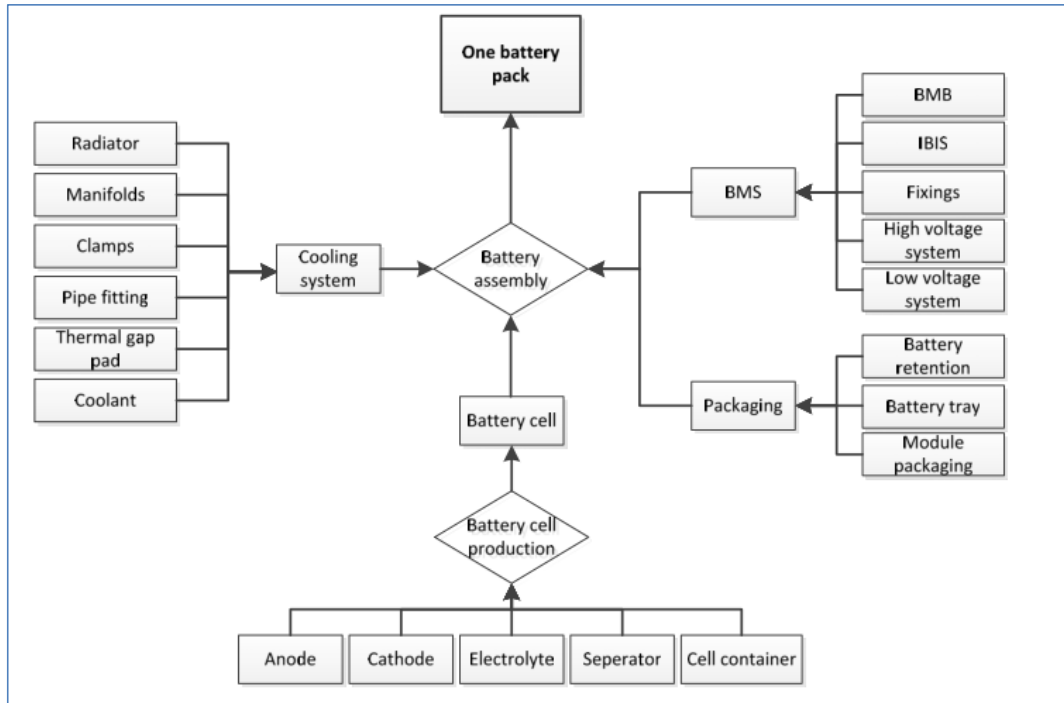 One battery
pack
Radiator
Manifolds
Clamps
Pipe fitting
Thermal gap
pad
Coolant
Cooling
system
Battery
assembly
BMS
Packaging
BMB
IBIS
Fixings
High voltage
system
Low voltage
system
Battery
retention
Battery tray
Module
packaging
Battery cell
Battery cell
production
Anode
Cathode
Electrolyte
Seperator
Cell container